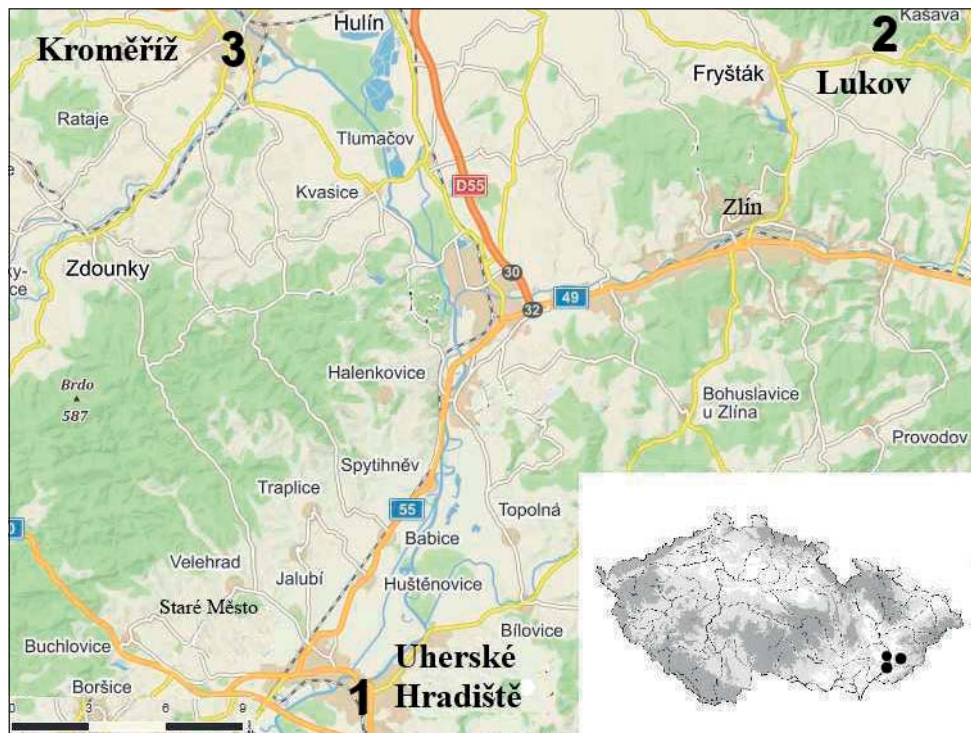 Hulín
Kašava
Kroměříž
3
2
Fryšták
Lukov
Rataje
Tlumačov
Kvasice
D55
Zlín
Zdounky
30
49
32
Halenkovice
Brdo
587
Bohuslavice
u Zlína
Provodov
Spytihněv
Traplice
55
Topolná
Babice
Velehrad
Jalubí
Huštěnovice
Staré Město
Bílovice
Buchlovice
Uherské
Hradiště
1
Boršice
0 3 6 9